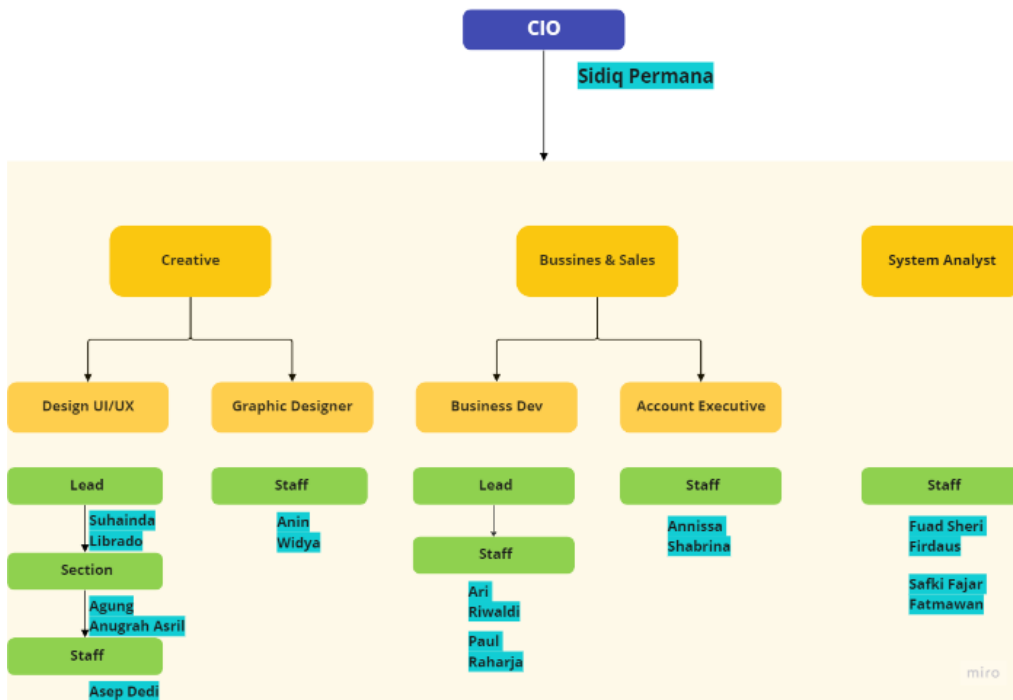 CIO
Sidiq Permana
Creative
Bussines & Sales
System Analyst
Design UI/UX
Graphic Designer
Business Dev
Account Executive
Lead
Suhainda
Librado
Section
Agung
Anugrah Asril
Staff
Asep Dedi
Staff
Anin
Widya
Lead
Staff
Ari
Riwaldi
Paul
Raharja
Staff
Annissa
Shabrina
Staff
Fuad Sheri
Firdaus
Safki Fajar
Fatmawan
miro